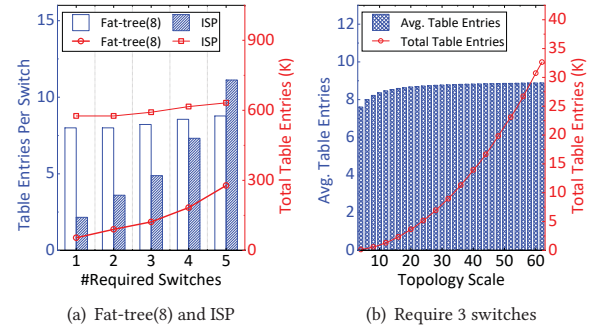 Fat-tree(8) ISP
Fat-tree(8) ISP
Table Entries Per Switch
15
10
5
0
Total Table Entries (K)
900
600
300
0
1 2 3 4 5
#Required Switches
(a) Fat-tree(8) and ISP
Avg. Table Entries
Total Table Entries
Avg. Table Entries
12
10
8
6
4
2
0
Total Table Entries (K)
40
35
30
25
20
15
10
5
0
10 20 30 40 50 60
Topology Scale
(b) Require 3 switches